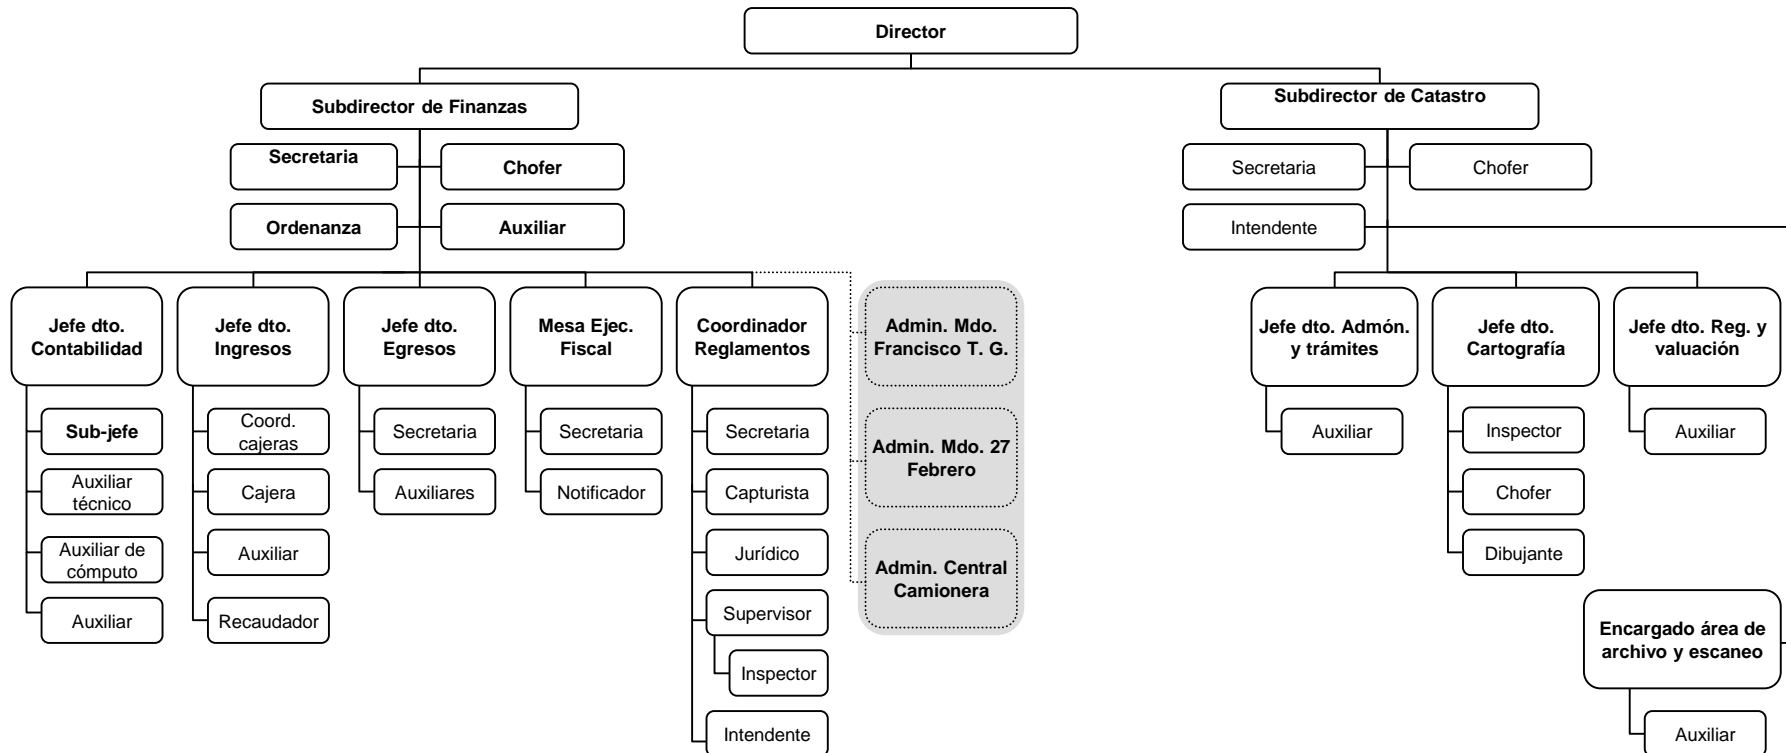 Director
Subdirector de Finanzas
Subdirector de Catastro
Secretaria
Chofer
Ordenanza
Auxiliar
Secretaria
Chofer
Intendente
Jefe dto.
Contabilidad
Jefe dto.
Ingresos
Jefe dto.
Egresos
Mesa Ejec.
Fiscal
Coordinador
Reglamentos
Admin. Mdo.
Francisco T. G.
Admin. Mdo. 27
Febrero
Admin. Central
Camionera
Jefe dto. Admón.
y trámites
Jefe dto.
Cartografía
Jefe dto. Reg. y
valuación
Sub-jefe
Auxiliar
técnico
Auxiliar de
cómputo
Auxiliar
Coord.
cajeras
Cajera
Auxiliar
Recaudador
Secretaria
Auxiliares
Secretaria
Notificador
Secretaria
Capturista
Jurídico
Supervisor
Inspector
Intendente
Auxiliar
Inspector
Chofer
Dibujante
Auxiliar
Encargado área de
archivo y escaneo
Auxiliar